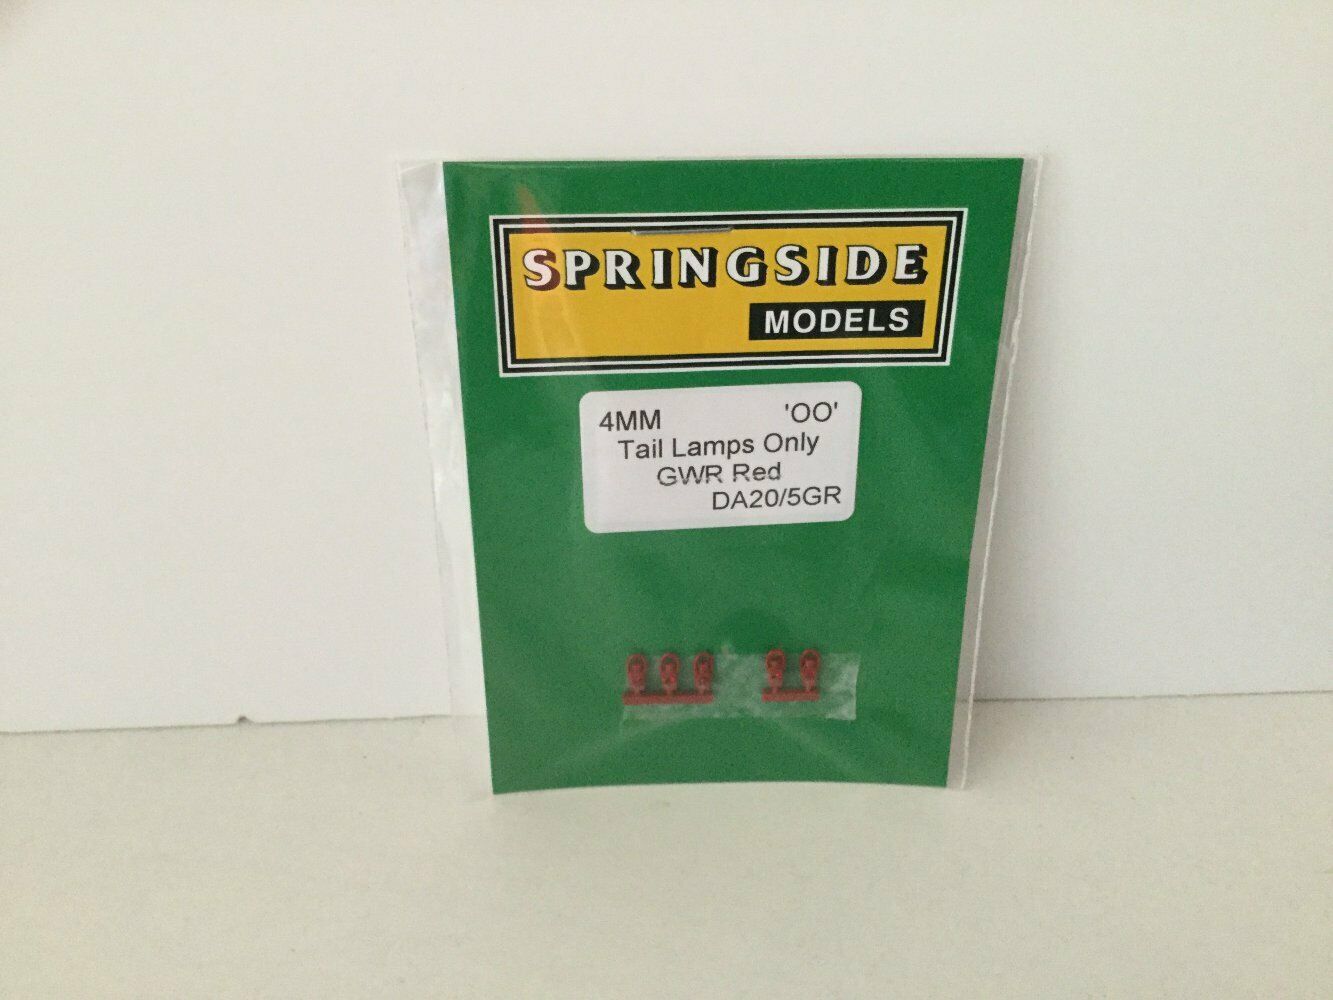 SPRINGSIDE
MODELS
4MM 'OO'
Tail Lamps Only
GWR Red
DA20/5GR